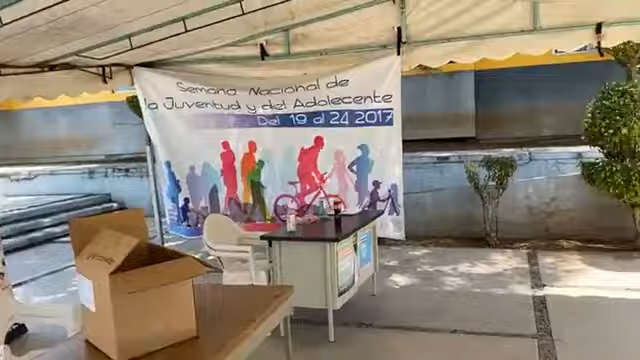 Semana Nacional de
la Juventud y del Adolecente
Del 19 al 24 2017